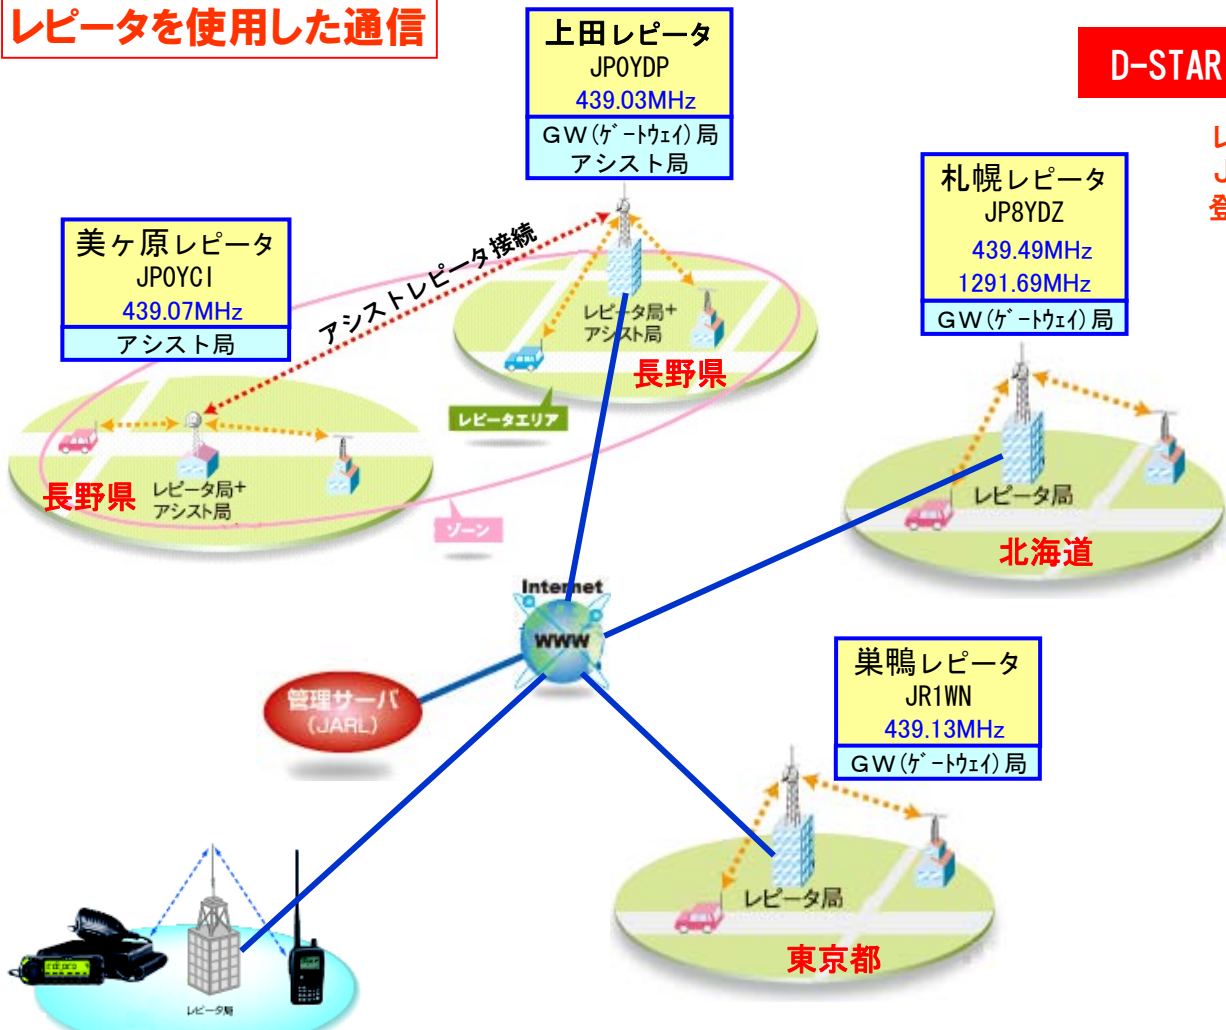 レピータを使用した通信
上田レピータ
JP0YDP
439.03MHz
GW(ｹﾞｰﾄｳｪｲ)局
アシスト局
D-STAR
レ
J
登
札幌レピータ
JP8YDZ
439.49MHz
1291.69MHz
GW(ｹﾞｰﾄｳｪｲ)局
美ヶ原レピータ
JP0YCI
439.07MHz
アシスト局
アシストレピータ接続
レピータ局+
アシスト局
長野県
レピータエリア
長野県
レピータ局+
アシスト局
ゾーン
レピータ局
北海道
Internet
WWW
管理サーバ
(JARL)
巣鴨レピータ
JR1WN
439.13MHz
GW(ｹﾞｰﾄｳｪｲ)局
レピータ局
東京都
レピータ局